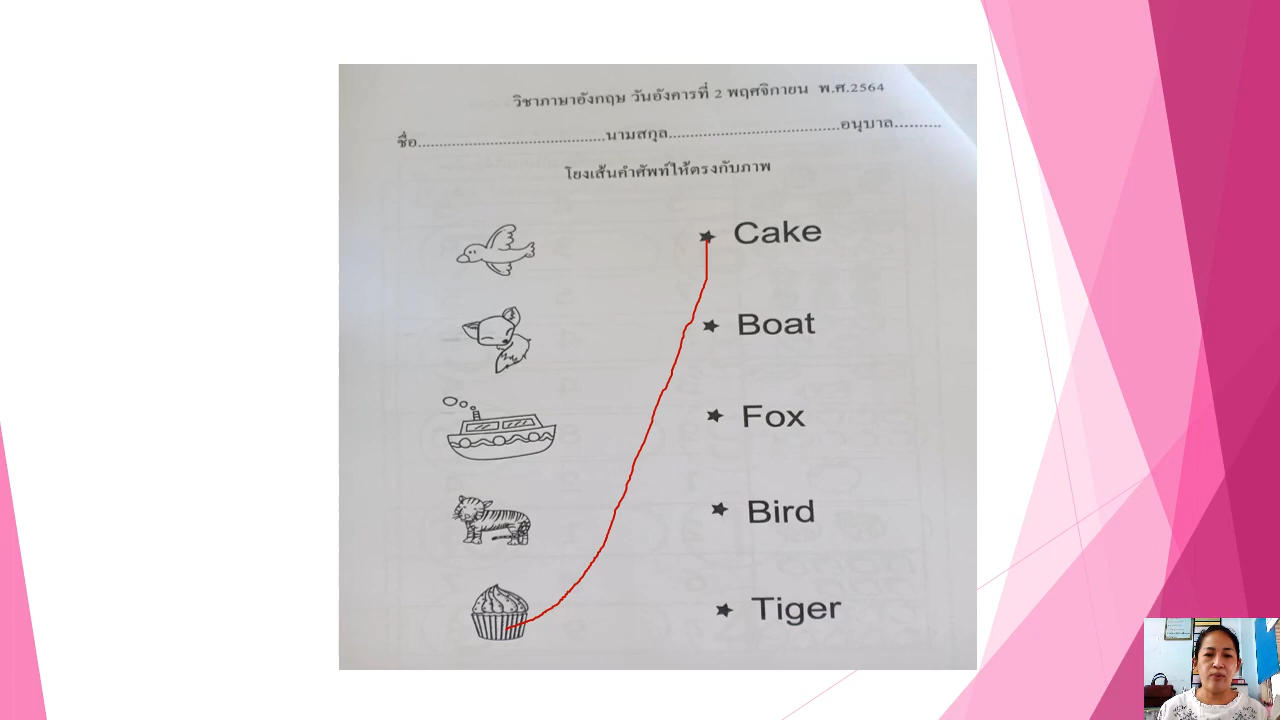 วิชาภาษาอังกฤษ วันอังคารที่ 2 พฤศจิกายน พ.ศ.2564
ชื่อ............................................นามสกุล........................................อนุบาล..........
โยงเส้นคำศัพท์ให้ตรงกับภาพ
Cake
Boat
Fox
Bird
Tiger